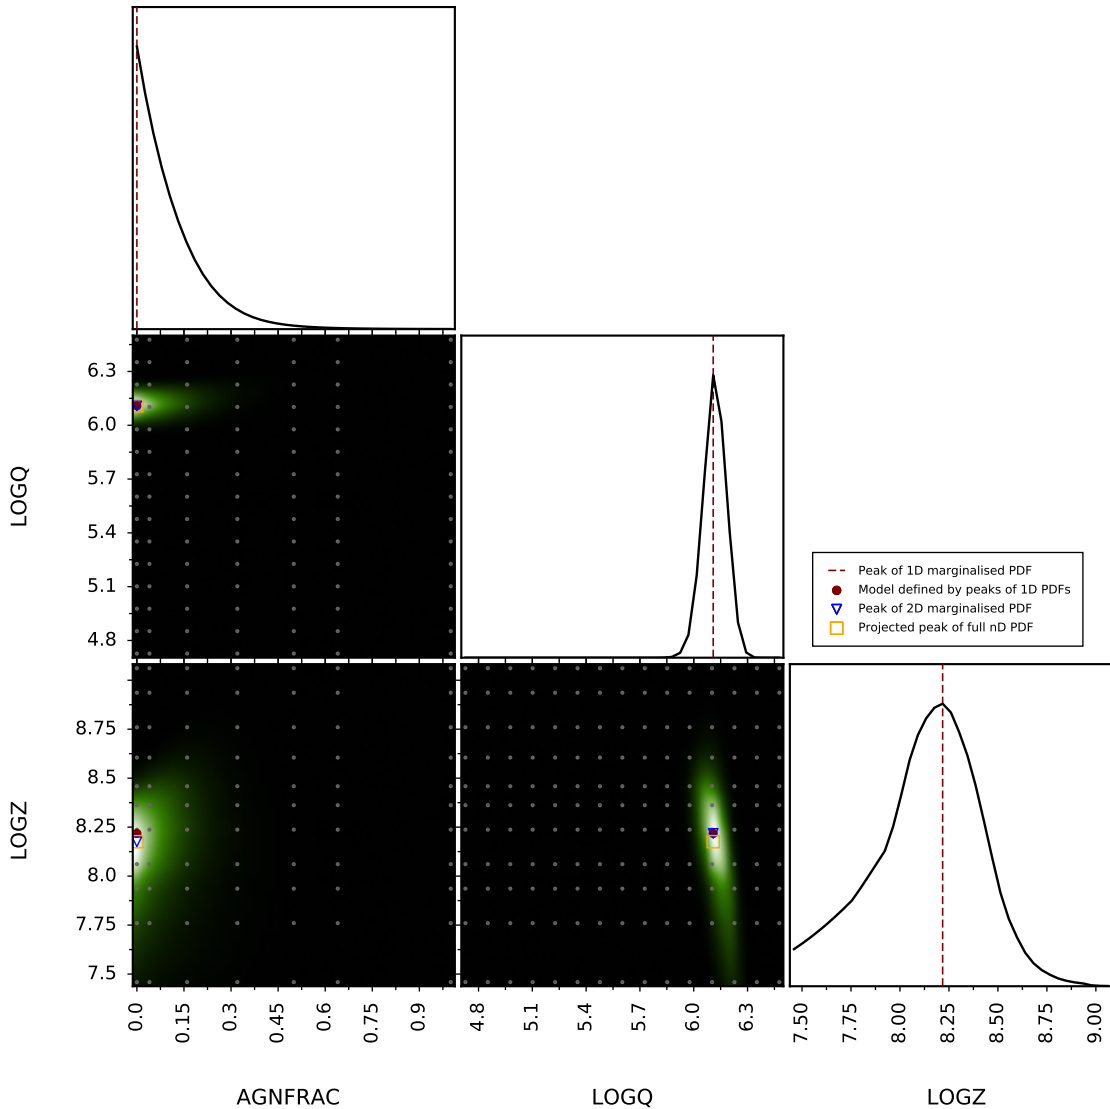 6.3
6.0
5.7
5.4
5.1
4.8
LOGQ
Peak of 1D marginalised PDF
Model defined by peaks of 1D PDFs
Peak of 2D marginalised PDF
Projected peak of full nD PDF
8.75
8.5
8.25
8.0
7.75
7.5
LOGZ
0.0 0.15 0.3 0.45 0.6 0.75 0.9
4.8 5.1 5.4 5.7 6.0 6.3
7.50 7.75 8.00 8.25 8.50 8.75 9.00
AGNFRAC
LOGQ
LOGZ